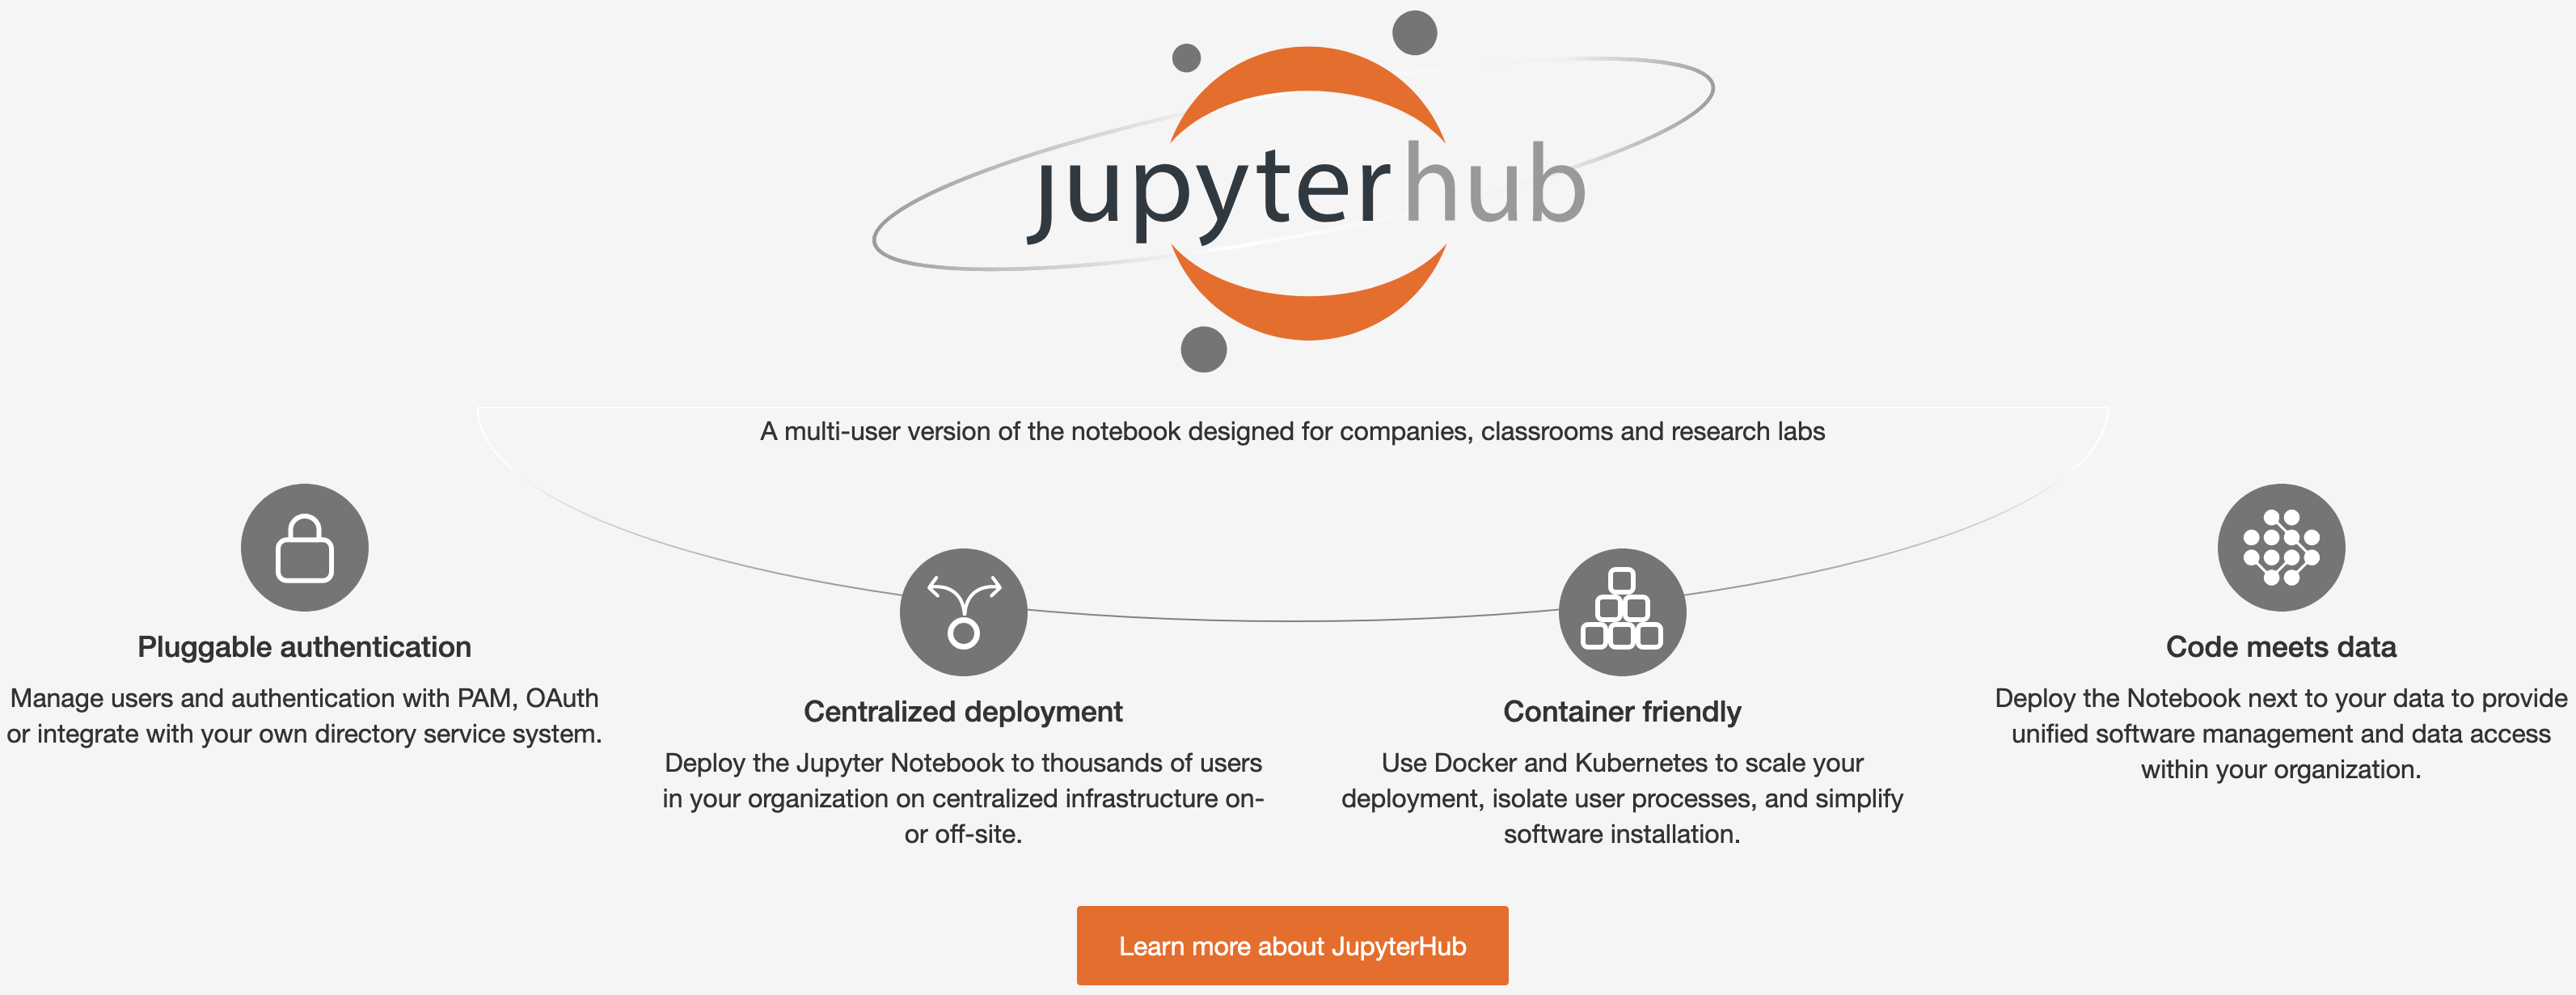 jupyterhub
A multi-user version of the notebook designed for companies, classrooms and research labs
Pluggable authentication
Manage users and authentication with PAM, OAuth
or integrate with your own directory service system.
Centralized deployment
Deploy the Jupyter Notebook to thousands of users
in your organization on centralized infrastructure on-
or off-site.
Container friendly
Use Docker and Kubernetes to scale your
deployment, isolate user processes, and simplify
software installation.
Code meets data
Deploy the Notebook next to your data to provide
unified software management and data access
within your organization.
Learn more about JupyterHub